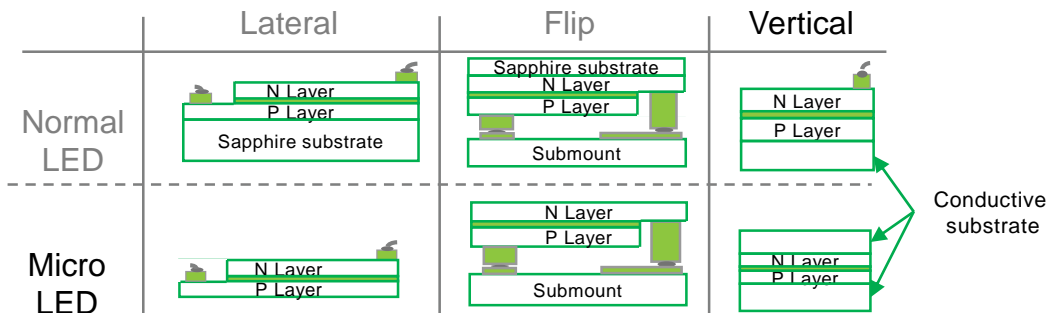 Lateral
Flip
Vertical
Normal
LED
N Layer
P Layer
Sapphire substrate
Sapphire substrate
N Layer
P Layer
Submount
N Layer
P Layer
Conductive
substrate
Micro
LED
N Layer
P Layer
N Layer
P Layer
Submount
N Layer
P Layer